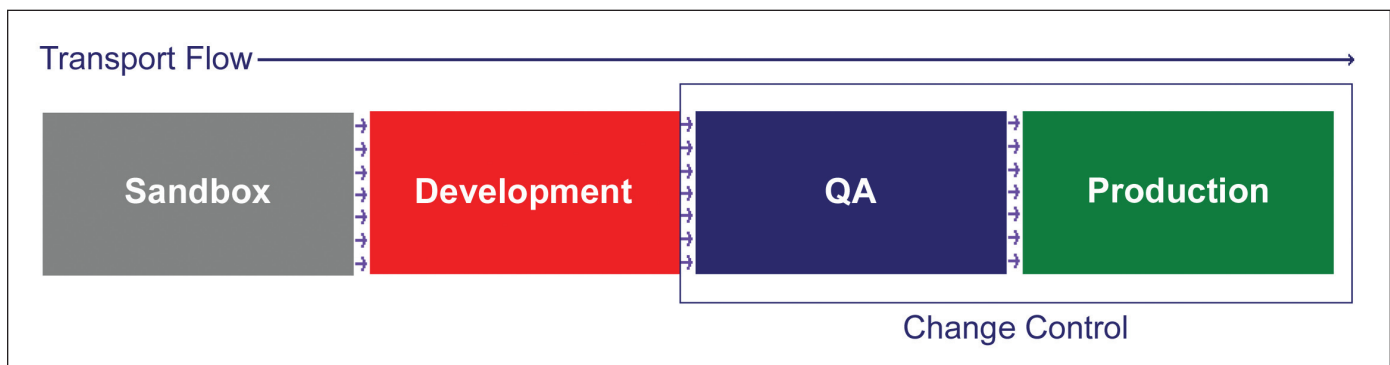 Transport Flow
Sandbox
Development
QA
Production
Change Control